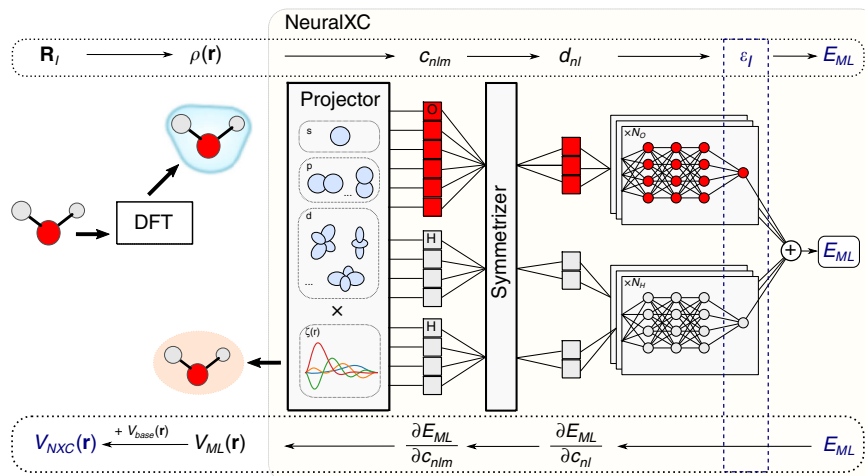 NeuralXC
R_I ρ(r) c_nlm d_nl ε_I E_ML
Projector
s
p
...
d
...
×
ζ(r)
DFT
O
H
H
Symmetrizer
×N_O
×N_H
+
E_ML
V_NXC(r) + V_base(r) V_ML(r) ∂E_ML/∂c_nlm ∂E_ML/∂c_nl E_ML